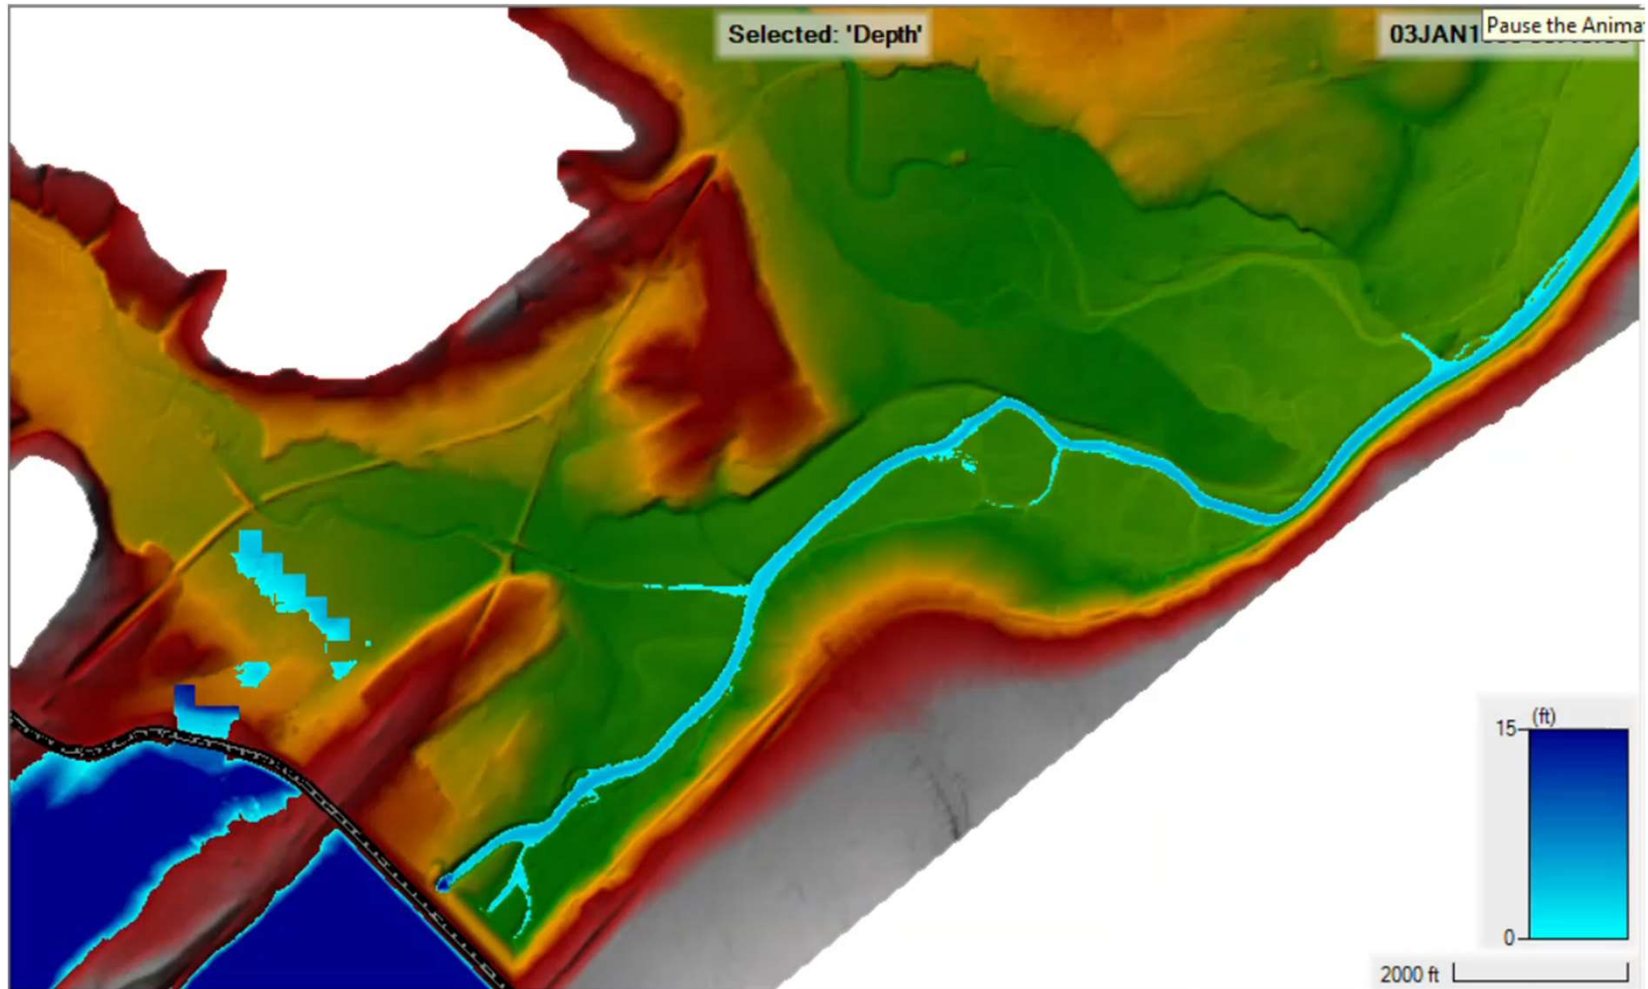 Selected: 'Depth'
03JAN1
Pause the Anima
(ft)
15
0
2000 ft